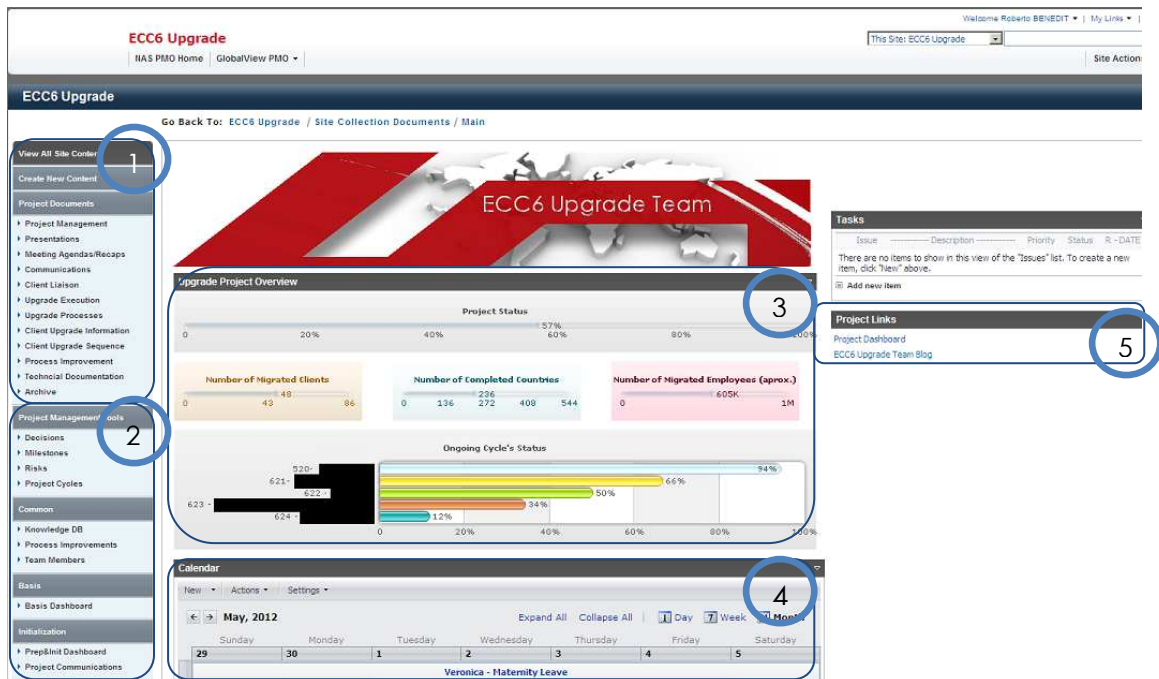 Welcome Roberto BENEDIT | My Links |
ECC6 Upgrade
This Site: ECC6 Upgrade
NAS PMO Home | GlobalView PMO
Site Action
ECC6 Upgrade
Go Back To: ECC6 Upgrade / Site Collection Documents / Main
View All Site Conten
1
Create New Content
Project Documents
Project Management
Presentations
Meeting Agendas/Recaps
Communications
Client Liaison
Upgrade Execution
Upgrade Processes
Client Upgrade Information
Client Upgrade Sequence
Process Improvement
Techncial Documentation
Archive
Project Management Tools
2
Decisions
Milestones
Risks
Project Cycles
Common
Knowledge DB
Process Improvements
Team Members
Basis
Basis Dashboard
Initialization
Prep&Init Dashboard
Project Communications
ECC6 Upgrade Team
Upgrade Project Overview
3
Project Status
57%
0 20% 40% 60% 80% 100%
Number of Migrated Clients
48
0 43 86
Number of Completed Countries
236
0 136 272 408 544
Number of Migrated Employees (aprox.)
605K
0 1M
Ongoing Cycle's Status
520- 94%
621- 66%
622 - 50%
623 - 34%
624 - 12%
0 20% 40% 60% 80% 100%
Calendar
4
New Actions Settings
May, 2012 Expand All Collapse All | 1 Day 7 Week Month
Sunday Monday Tuesday Wednesday Thursday Friday Saturday
29 30 1 2 3 4 5
Veronica - Maternity Leave
Tasks
Issue ---------- Description ---------- Priority Status R - DATE
There are no items to show in this view of the "Issues" list. To create a new
item, click "New" above.
Add new item
Project Links
5
Project Dashboard
ECC6 Upgrade Team Blog